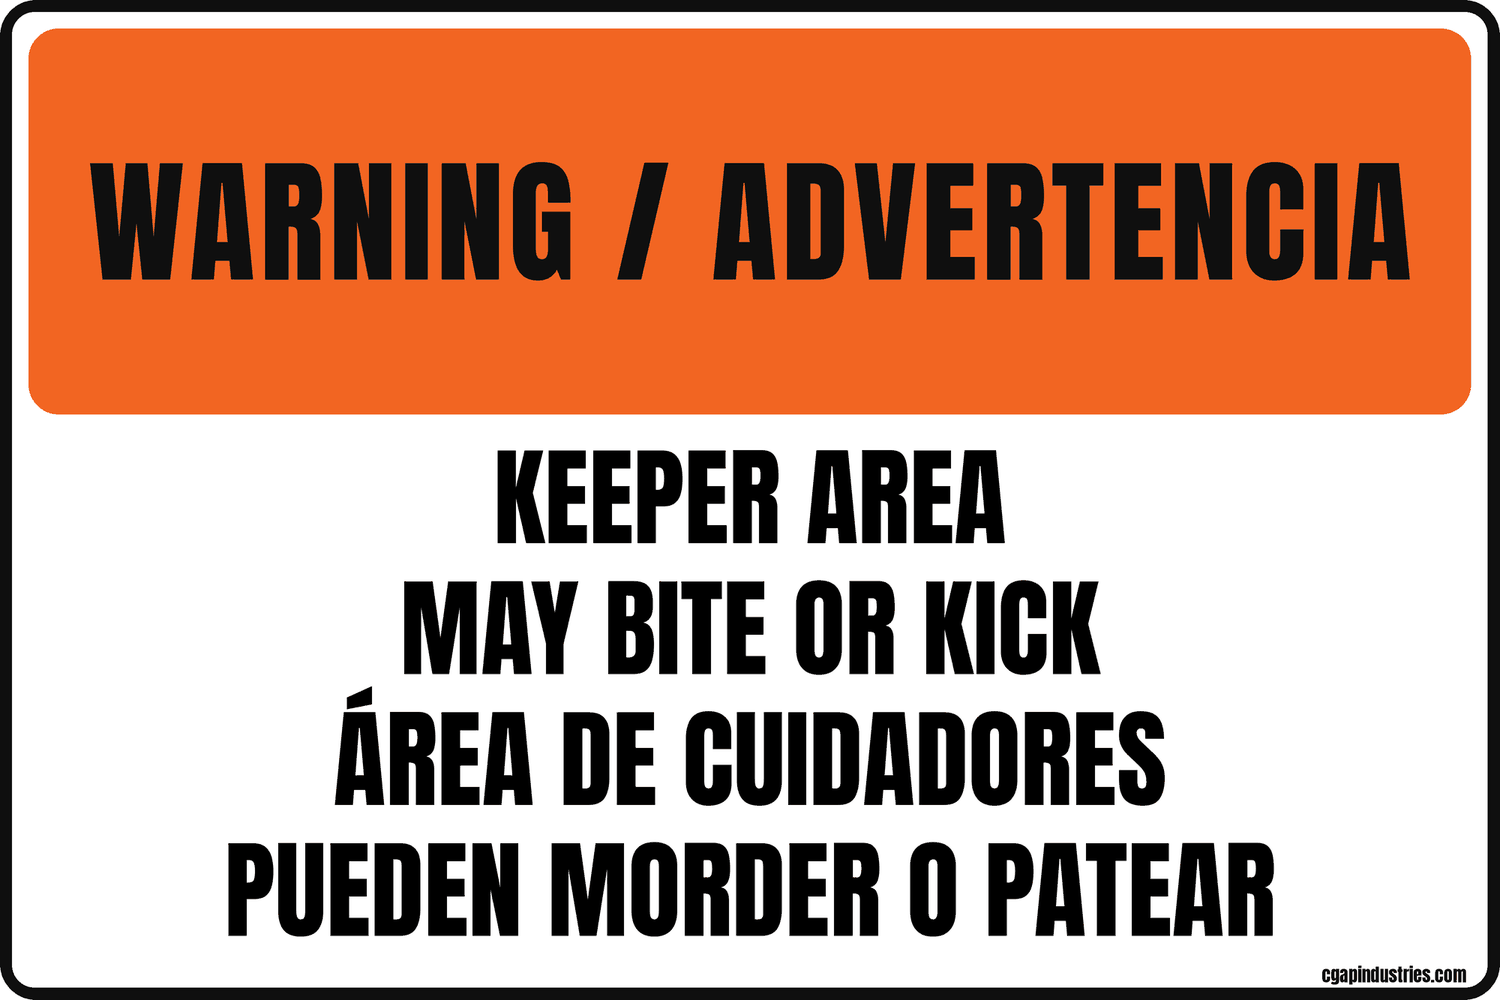 WARNING / ADVERTENCIA
KEEPER AREA
MAY BITE OR KICK
ÁREA DE CUIDADORES
PUEDEN MORDER O PATEAR
cgapindustries.com